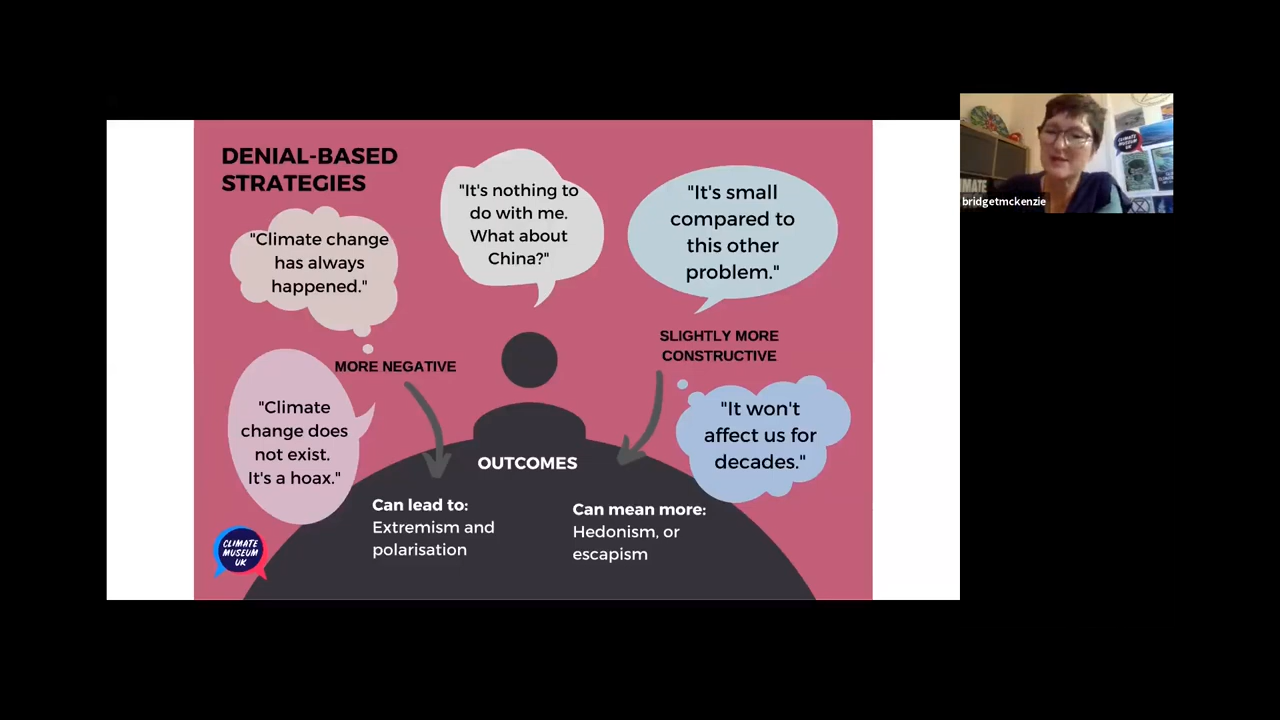 DENIAL-BASED
STRATEGIES
"Climate change
has always
happened."
"It's nothing to
do with me.
What about
China?"
"It's small
compared to
this other
problem."
MORE NEGATIVE
SLIGHTLY MORE
CONSTRUCTIVE
"Climate
change does
not exist.
It's a hoax."
"It won't
affect us for
decades."
OUTCOMES
Can lead to:
Extremism and
polarisation
Can mean more:
Hedonism, or
escapism
CLIMATE
MUSEUM
UK
CLIMATE
MUSEUM
UK
bridgetmckenzie